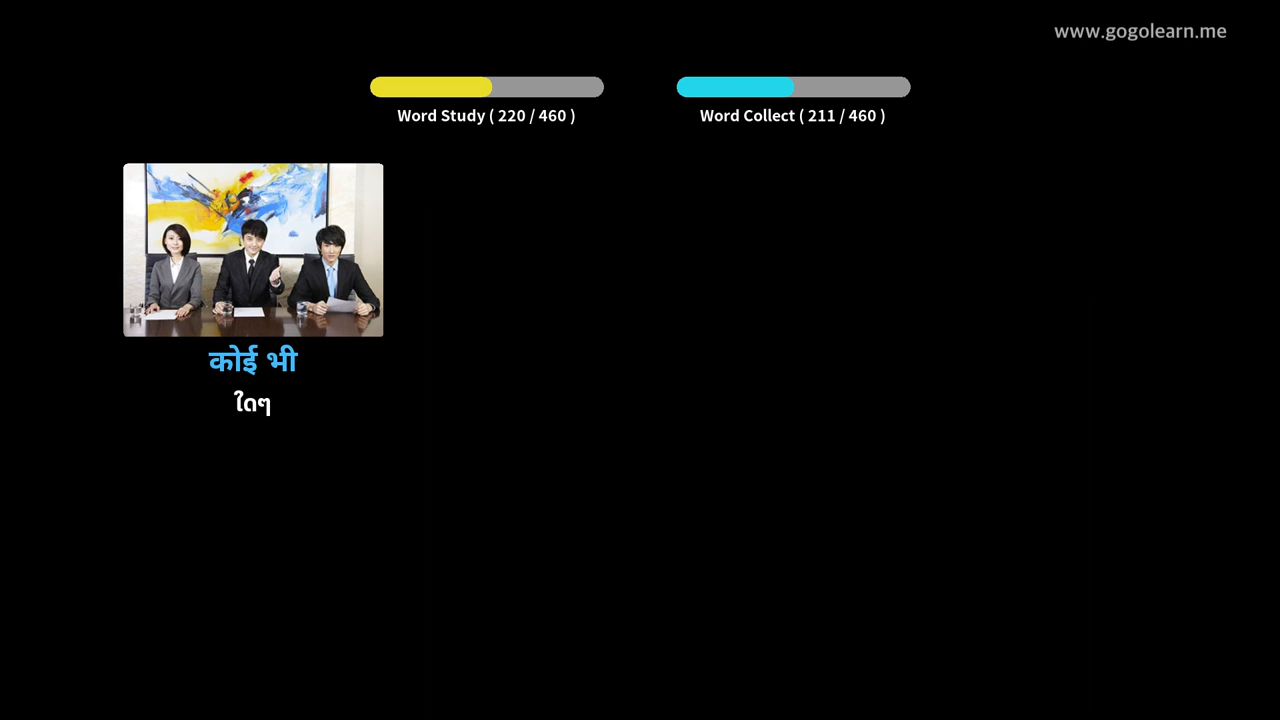 www.gogolearn.me
Word Study ( 220 / 460 )
Word Collect ( 211 / 460 )
कोई भी
ใดๆ